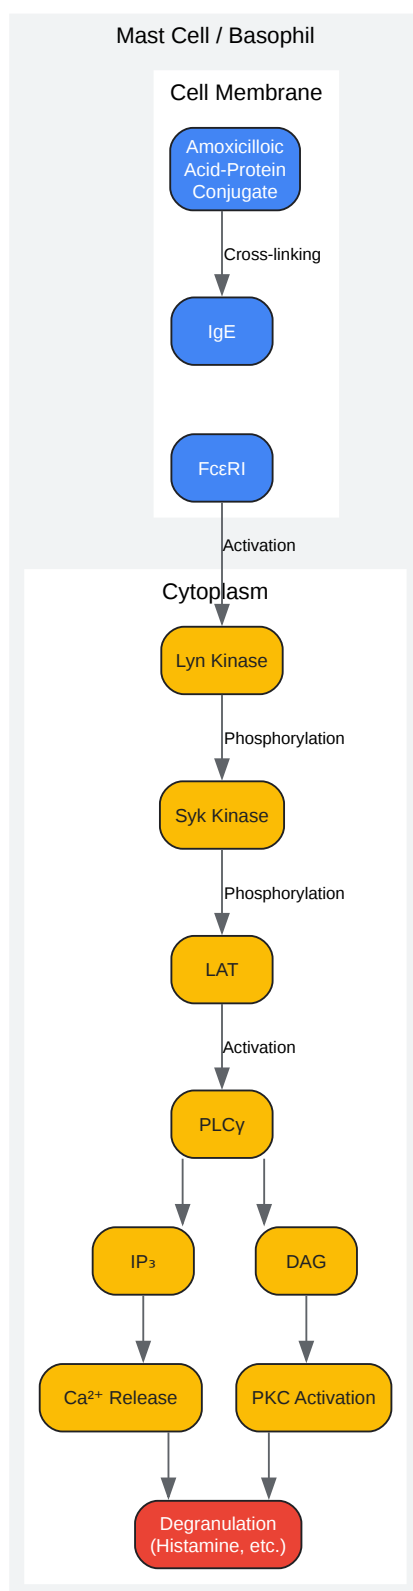 Mast Cell / Basophil
Cell Membrane
Amoxicilloic
Acid-Protein
Conjugate
Cross-linking
IgE
FcεRI
Activation
Cytoplasm
Lyn Kinase
Phosphorylation
Syk Kinase
Phosphorylation
LAT
Activation
PLCγ
IP₃
DAG
Ca²⁺ Release
PKC Activation
Degranulation
(Histamine, etc.)